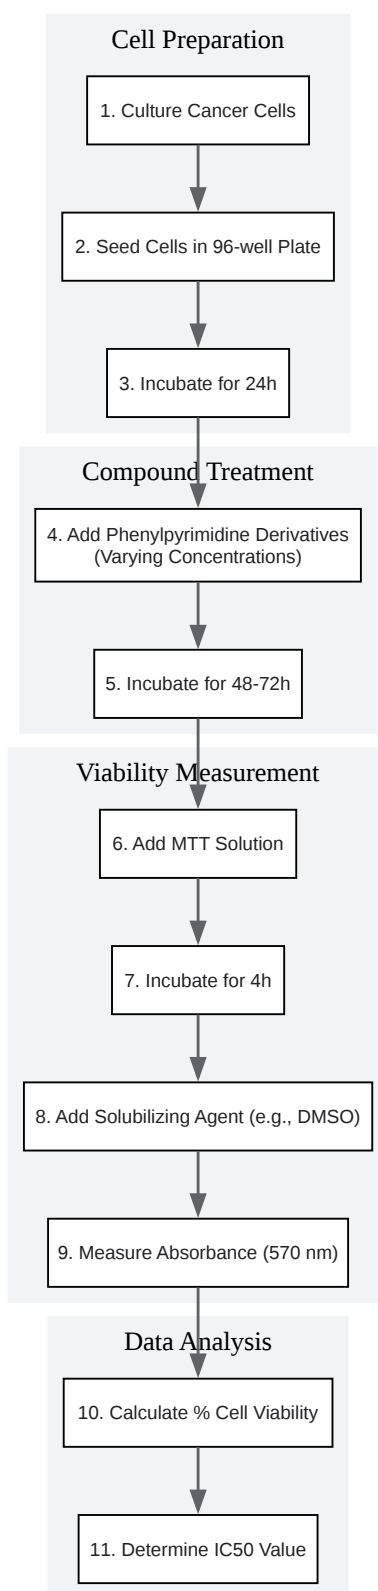 Cell Preparation
1. Culture Cancer Cells
2. Seed Cells in 96-well Plate
3. Incubate for 24h
Compound Treatment
4. Add Phenylpyrimidine Derivatives
(Varying Concentrations)
5. Incubate for 48-72h
Viability Measurement
6. Add MTT Solution
7. Incubate for 4h
8. Add Solubilizing Agent (e.g., DMSO)
9. Measure Absorbance (570 nm)
Data Analysis
10. Calculate % Cell Viability
11. Determine IC50 Value